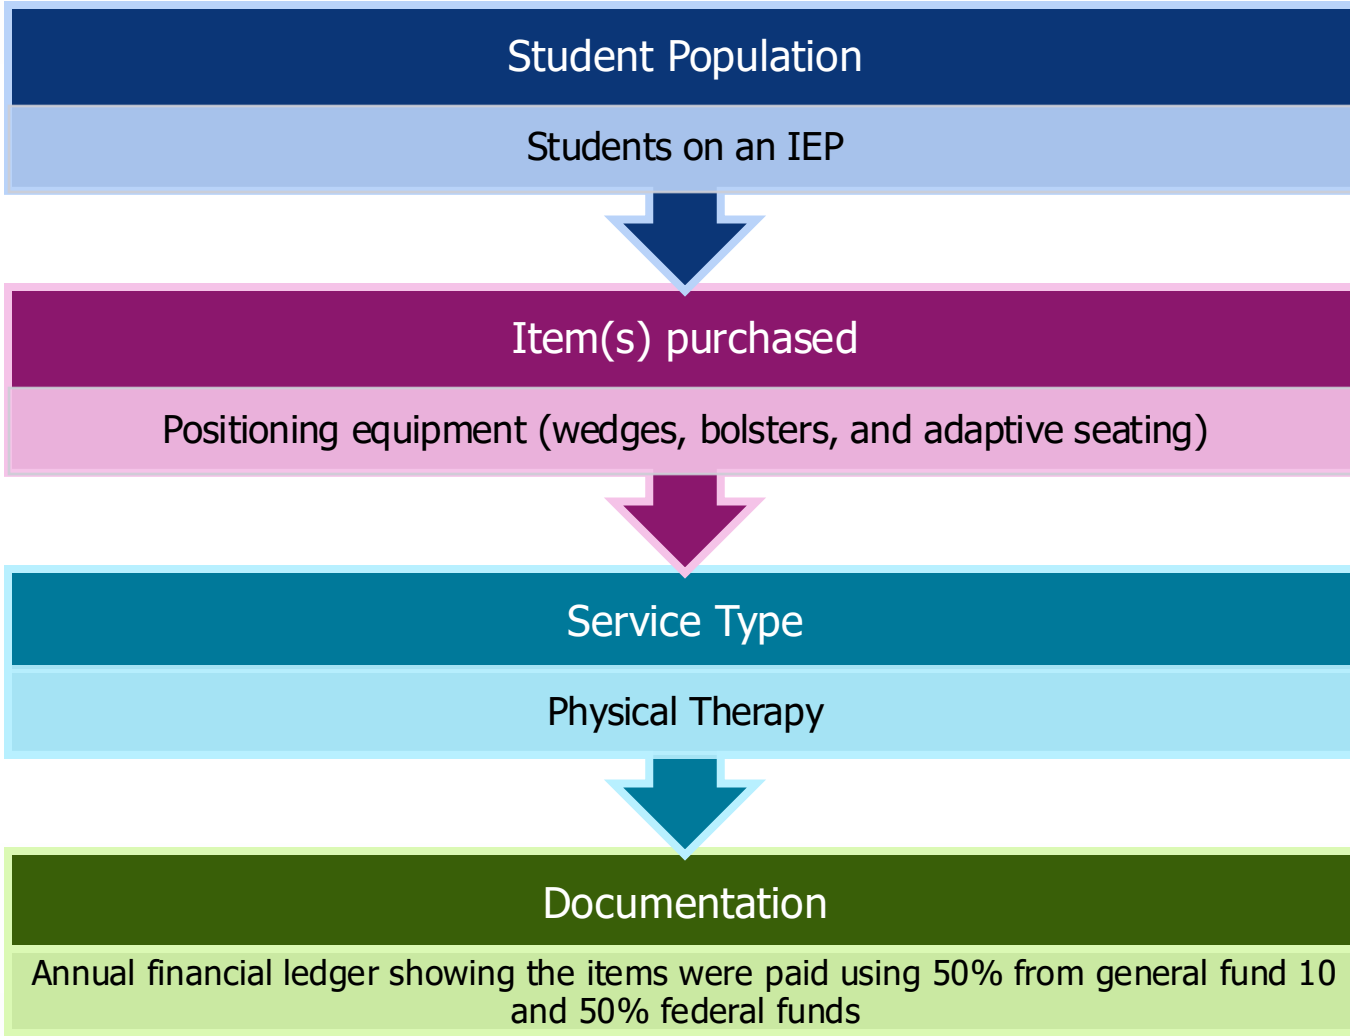 Student Population
Students on an IEP
Item(s) purchased
Positioning equipment (wedges, bolsters, and adaptive seating)
Service Type
Physical Therapy
Documentation
Annual financial ledger showing the items were paid using 50% from general fund 10
and 50% federal funds